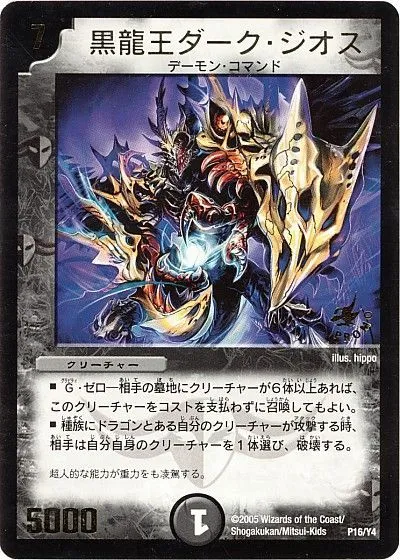 7
黒龍王ダーク・ジオス
デーモン・コマンド
illus. hippo
クリーチャー
■ G・ゼロ―相手の墓地にクリーチャーが6体以上あれば、
このクリーチャーをコストを支払わずに召喚してもよい。
■ 種族にドラゴンとある自分のクリーチャーが攻撃する時、
相手は自分自身のクリーチャーを1体選び、破壊する。
超人的な能力が重力をも凌駕する。
5000
1
©2005 Wizards of the Coast/
Shogakukan/Mitsui-Kids
P16/Y4